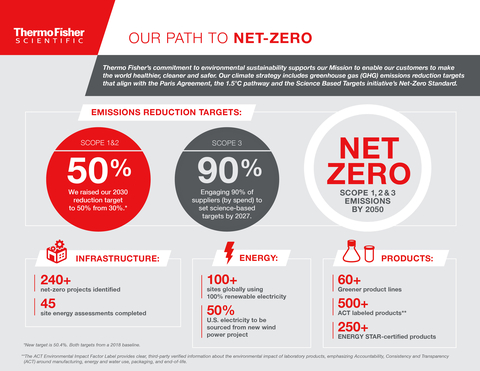 ThermoFisher
SCIENTIFIC
OUR PATH TO NET-ZERO
Thermo Fisher's commitment to environmental sustainability supports our Mission to enable our customers to make
the world healthier, cleaner and safer. Our climate strategy includes greenhouse gas (GHG) emissions reduction targets
that align with the Paris Agreement, the 1.5°C pathway and the Science Based Targets initiative's Net-Zero Standard.
EMISSIONS REDUCTION TARGETS:
SCOPE 1&2
50%
We raised our 2030
reduction target
to 50% from 30%.*
SCOPE 3
90%
Engaging 90% of
suppliers (by spend) to
set science-based
targets by 2027.
NET
ZERO
SCOPE 1, 2 & 3
EMISSIONS
BY 2050
INFRASTRUCTURE:
240+
net-zero projects identified
45
site energy assessments completed
ENERGY:
100+
sites globally using
100% renewable electricity
50%
U.S. electricity to be
sourced from new wind
power project
PRODUCTS:
60+
Greener product lines
500+
ACT labeled products**
250+
ENERGY STAR-certified products
*New target is 50.4%. Both targets from a 2018 baseline.
**The ACT Environmental Impact Factor Label provides clear, third-party verified information about the environmental impact of laboratory products, emphasizing Accountability, Consistency and Transparency
(ACT) around manufacturing, energy and water use, packaging, and end-of-life.